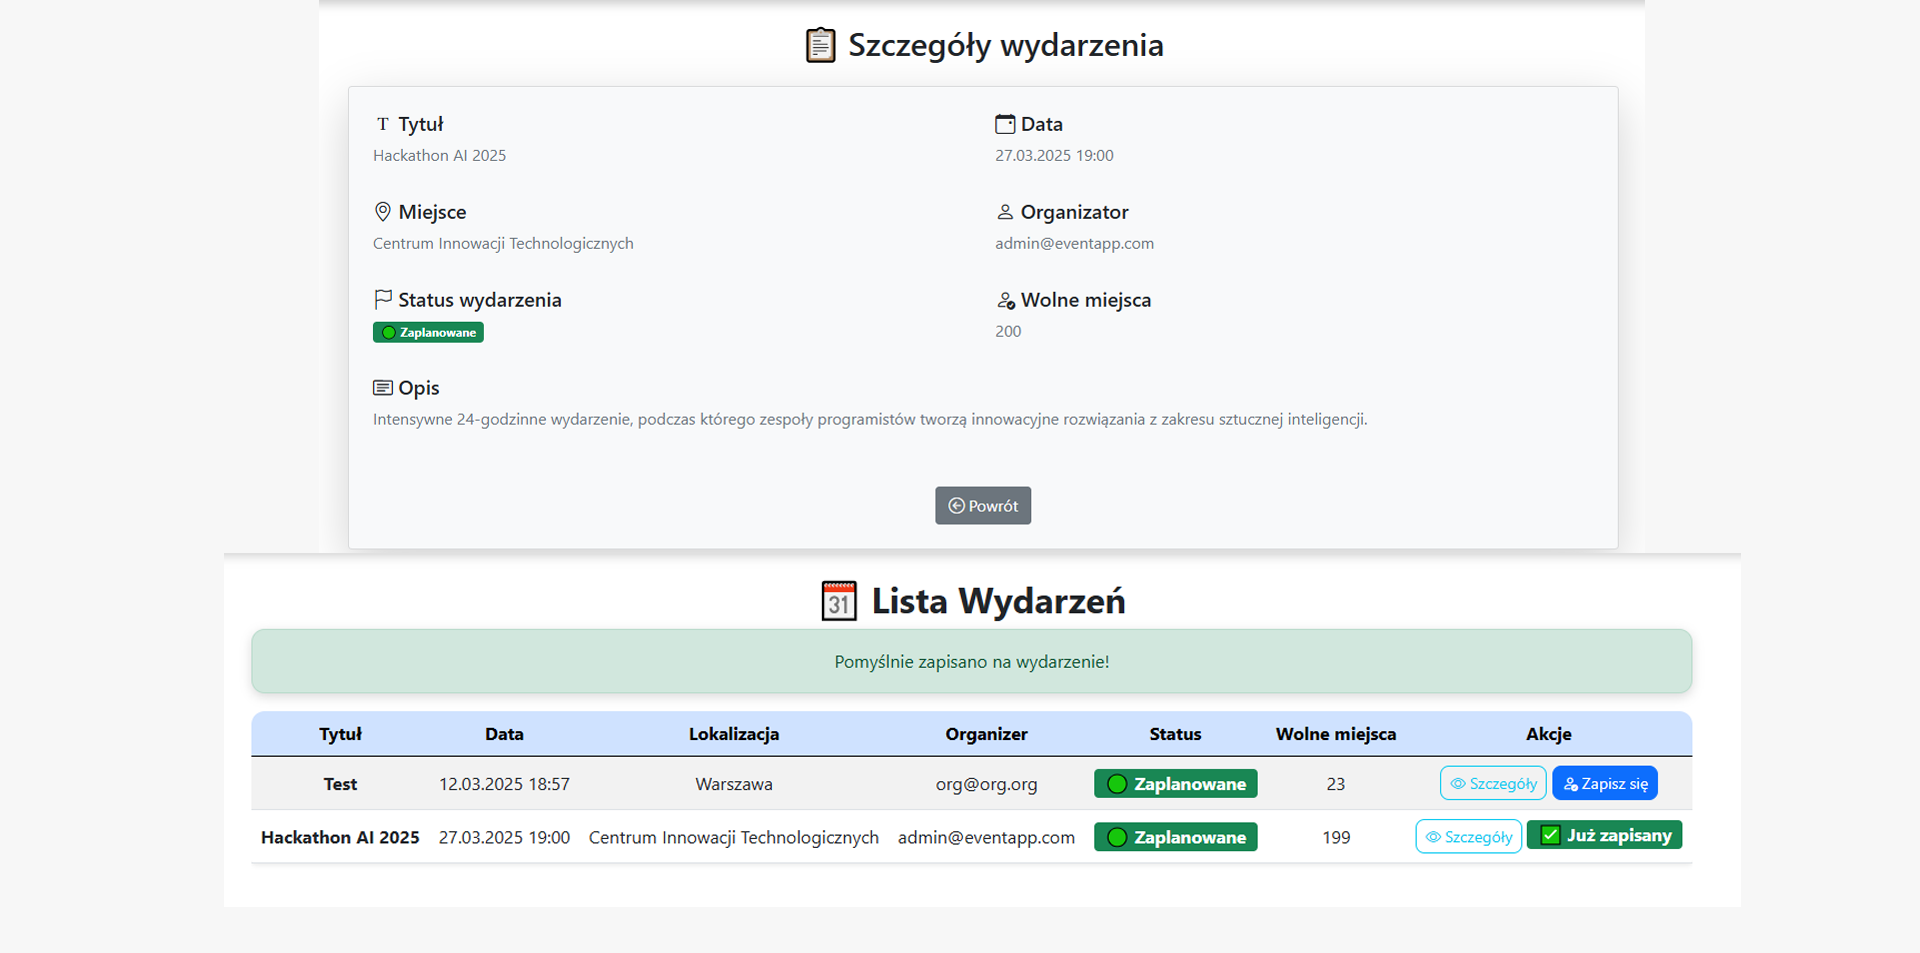 Szczegóły wydarzenia
Tytuł
Hackathon AI 2025
Data
27.03.2025 19:00
Miejsce
Centrum Innowacji Technologicznych
Organizator
admin@eventapp.com
Status wydarzenia
Zaplanowane
Wolne miejsca
200
Opis
Intensywne 24-godzinne wydarzenie, podczas którego zespoły programistów tworzą innowacyjne rozwiązania z zakresu sztucznej inteligencji.
Powrót
31 Lista Wydarzeń
Pomyślnie zapisano na wydarzenie!
Tytuł Data Lokalizacja Organizer Status Wolne miejsca Akcje
Test 12.03.2025 18:57 Warszawa org@org.org Zaplanowane 23 Szczegóły Zapisz się
Hackathon AI 2025 27.03.2025 19:00 Centrum Innowacji Technologicznych admin@eventapp.com Zaplanowane 199 Szczegóły Już zapisany